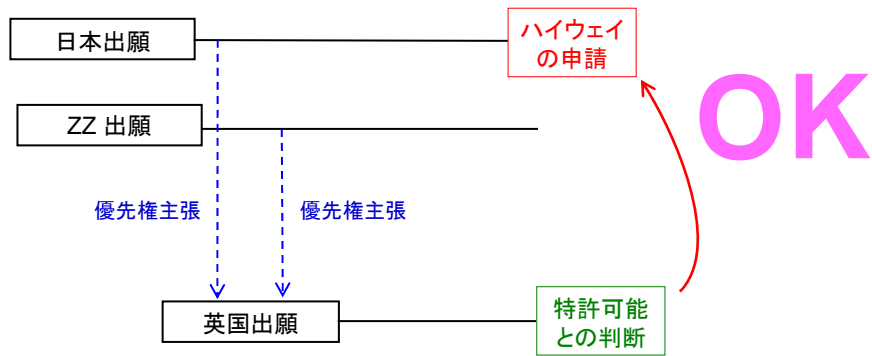 日本出願
ハイウェイ
の申請
OK
ZZ 出願
優先権主張
優先権主張
英国出願
特許可能
との判断